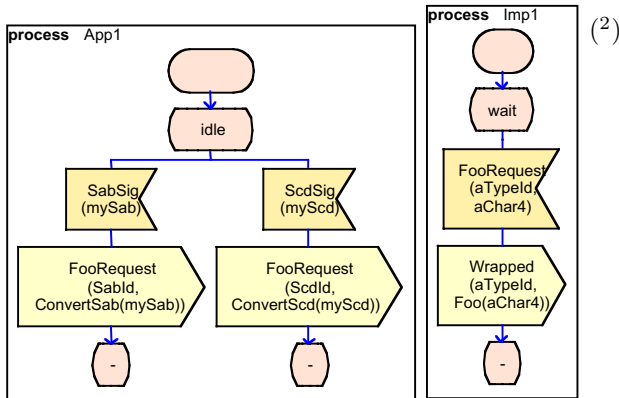 process App1
idle
SabSig
(mySab)
ScdSig
(myScd)
FooRequest
(SabId,
ConvertSab(mySab))
FooRequest
(ScdId,
ConvertScd(myScd))
-
-
process Imp1
wait
FooRequest
(aTypeId,
aChar4)
Wrapped
(aTypeId,
Foo(aChar4))
-
(2)